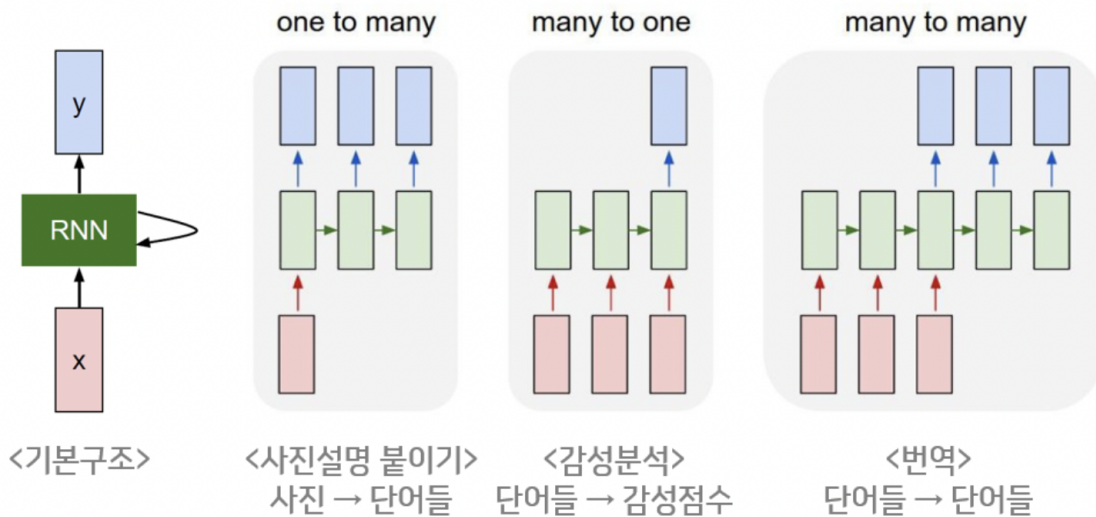 one to many
many to one
many to many
y
RNN
x
<기본구조>
<사진설명 붙이기>
사진 → 단어들
<감성분석>
단어들 → 감성점수
<번역>
단어들 → 단어들